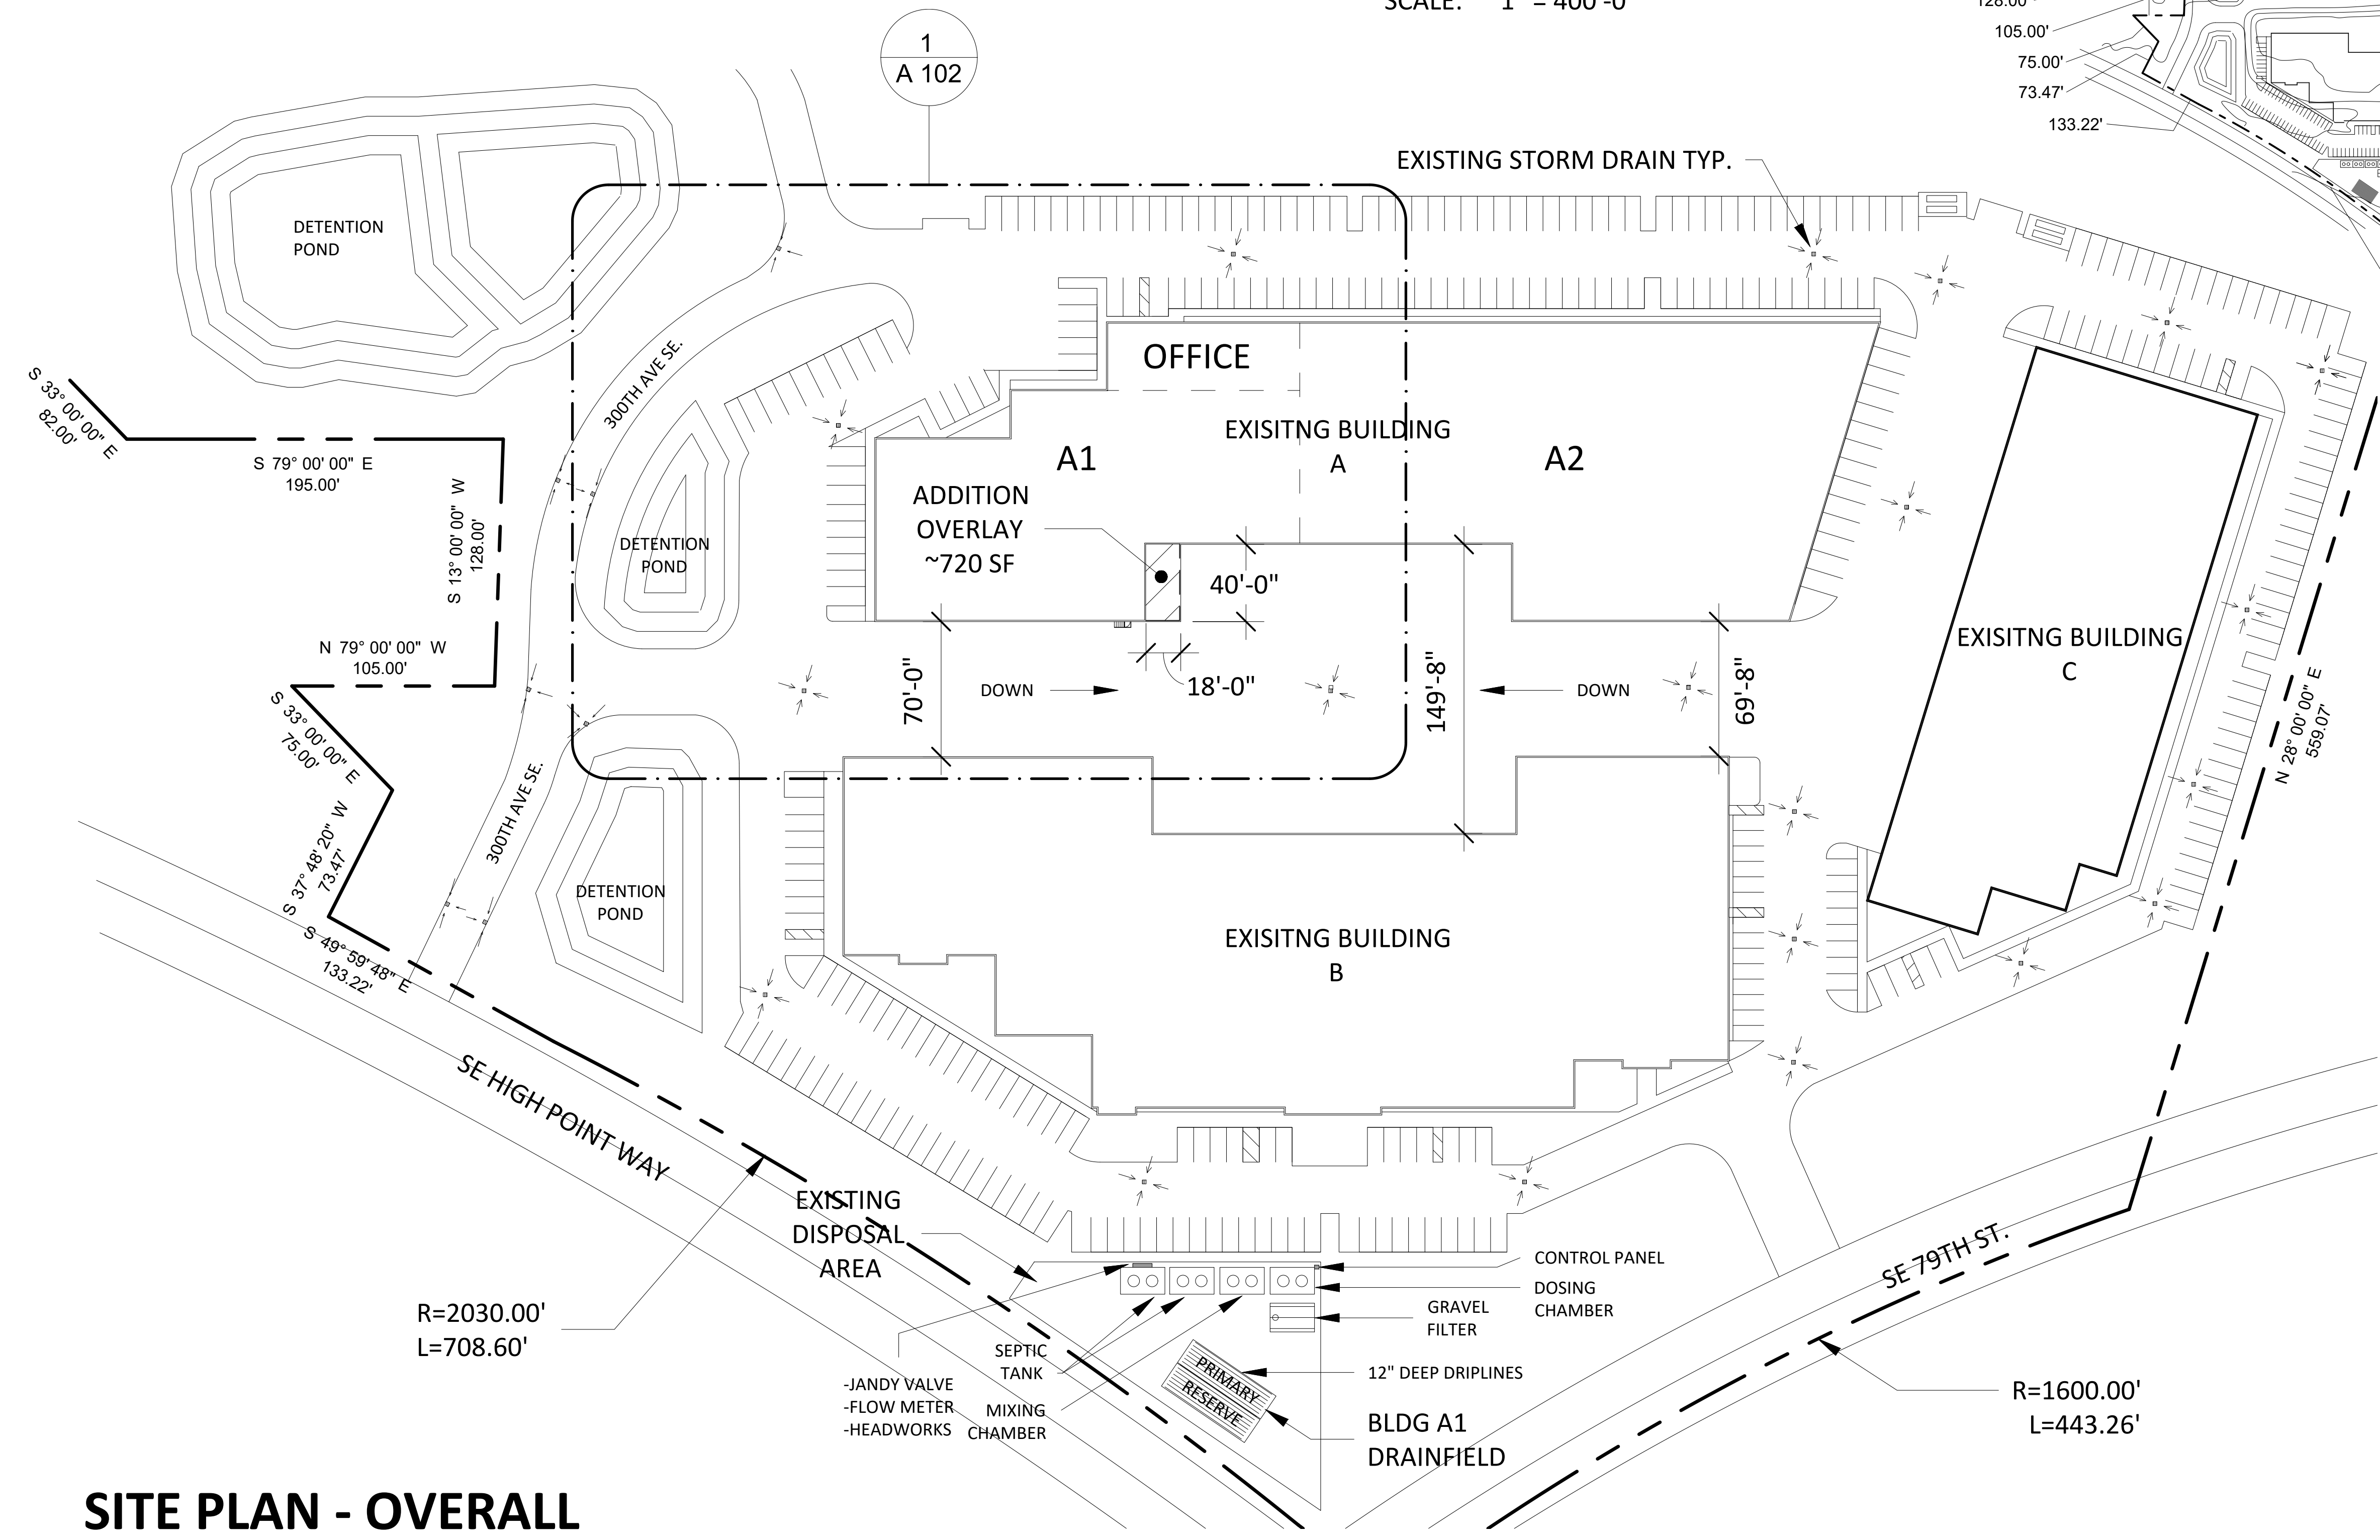 SCALE: 1" = 400'-0"
128.00'
105.00'
75.00'
73.47'
133.22'
1
A 102
EXISTING STORM DRAIN TYP.
DETENTION
POND
300TH AVE SE.
OFFICE
EXISITNG BUILDING
A
A1
A2
ADDITION
OVERLAY
~720 SF
S 33° 00' 00" E
82.00'
S 79° 00' 00" E
195.00'
S 13° 00' 00" W
128.00'
N 79° 00' 00" W
105.00'
S 33° 00' 00" E
75.00'
S 37° 48' 20" W
73.47'
S 49° 59' 48" E
133.22'
DETENTION
POND
40'-0"
18'-0"
70'-0"
149'-8"
69'-8"
DOWN
DOWN
EXISITNG BUILDING
C
N 28° 00' 00" E
559.07'
300TH AVE SE.
DETENTION
POND
EXISITNG BUILDING
B
SE HIGH POINT WAY
EXISTING
DISPOSAL
AREA
R=2030.00'
L=708.60'
CONTROL PANEL
DOSING
CHAMBER
GRAVEL
FILTER
SEPTIC
TANK
-JANDY VALVE
-FLOW METER
-HEADWORKS
MIXING
CHAMBER
PRIMARY
RESERVE
12" DEEP DRIPLINES
BLDG A1
DRAINFIELD
SE 79TH ST.
R=1600.00'
L=443.26'
SITE PLAN - OVERALL